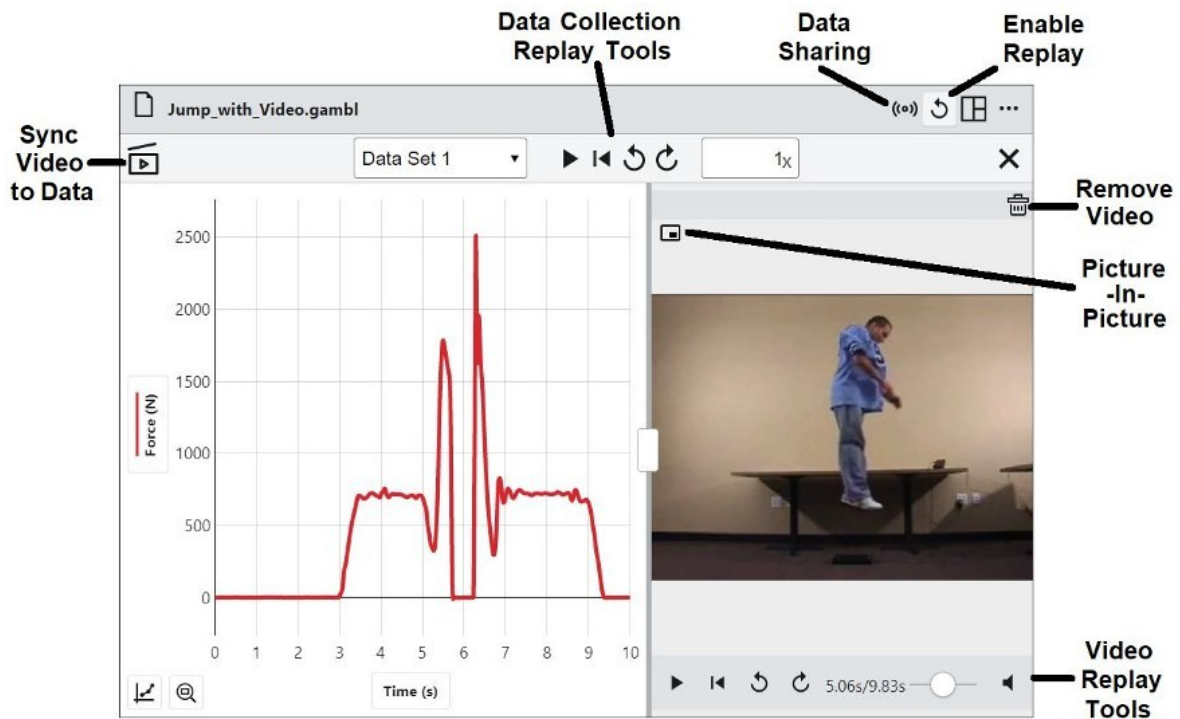 Data Collection
Replay Tools
Data
Sharing
Enable
Replay
Jump_with_Video.gambl
Sync
Video
to Data
Data Set 1
1x
Remove
Video
Picture
-In-
Picture
2500
2000
1500
1000
500
0
Force (N)
0 1 2 3 4 5 6 7 8 9 10
Time (s)
5.06s/9.83s
Video
Replay
Tools